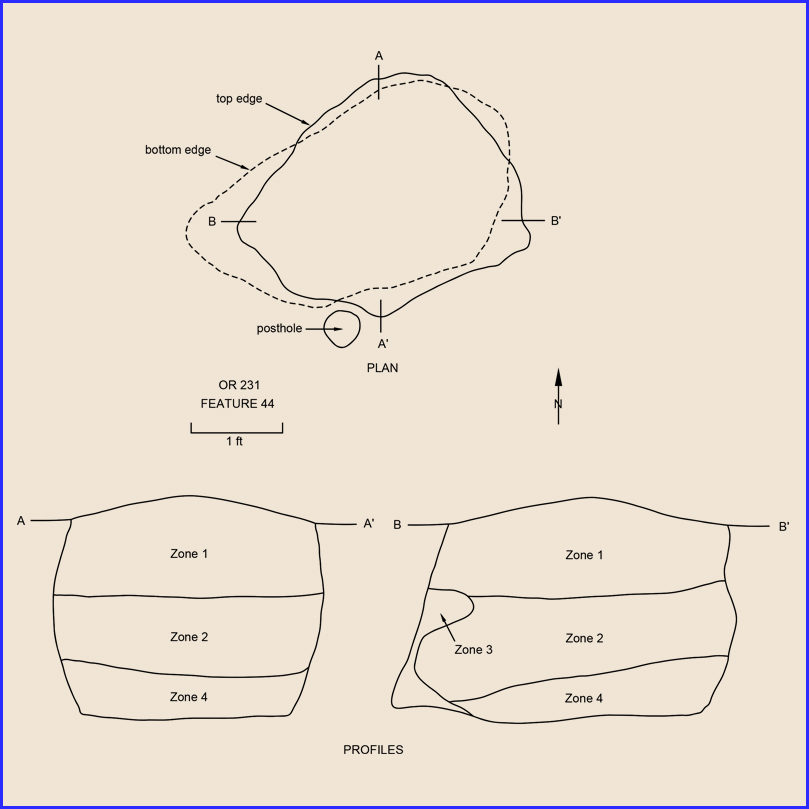 A
top edge
bottom edge
B
B'
posthole
A'
PLAN
OR 231
FEATURE 44
N
1 ft
A
A'
B
B'
Zone 1
Zone 1
Zone 2
Zone 2
Zone 3
Zone 4
Zone 4
PROFILES